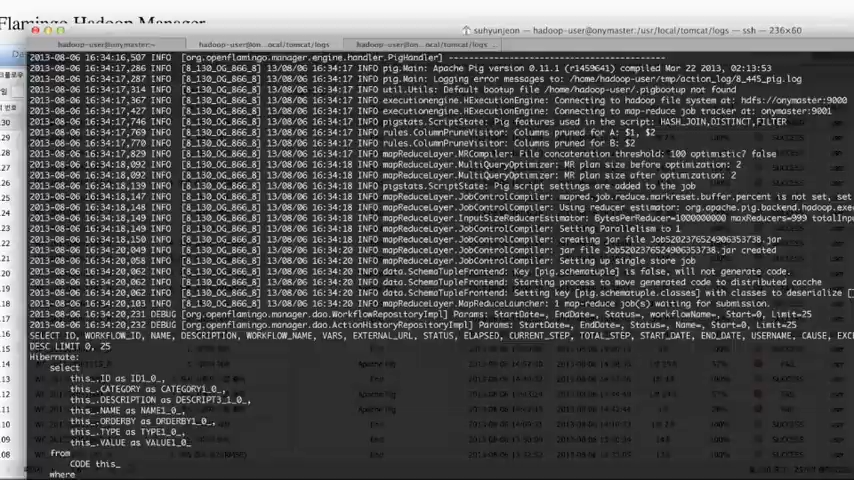 Flamingo Hadoop Manager
suhyunjeon — hadoop-user@onymaster:/usr/local/tomcat/logs — ssh — 236×60
hadoop-user@onymaster:~ hadoop-user@on...ocal/tomcat/logs hadoop-user@on...ncal/tomcat/logs
2013-08-06 16:34:16,507 INFO [org.openflamingo.manager.engine.handler.PigHandler] ----------------------------------------
2013-08-06 16:34:17,286 INFO [8_130_OG_866_8] 13/08/06 16:34:17 INFO pig.Main: Apache Pig version 0.11.1 (r1459641) compiled Mar 22 2013, 02:13:53
2013-08-06 16:34:17,287 INFO [8_130_OG_866_8] 13/08/06 16:34:17 INFO pig.Main: Logging error messages to: /home/hadoop-user/tmp/action_log/8_445_pig.log
2013-08-06 16:34:17,314 INFO [8_130_OG_866_8] 13/08/06 16:34:17 INFO util.Utils: Default bootup file /home/hadoop-user/.pigbootup not found
2013-08-06 16:34:17,367 INFO [8_130_OG_866_8] 13/08/06 16:34:17 INFO executionengine.HExecutionEngine: Connecting to hadoop file system at: hdfs://onymaster:9000
2013-08-06 16:34:17,427 INFO [8_130_OG_866_8] 13/08/06 16:34:17 INFO executionengine.HExecutionEngine: Connecting to map-reduce job tracker at: onymaster:9001
2013-08-06 16:34:17,746 INFO [8_130_OG_866_8] 13/08/06 16:34:17 INFO pigstats.ScriptState: Pig features used in the script: HASH_JOIN,DISTINCT,FILTER
2013-08-06 16:34:17,769 INFO [8_130_OG_866_8] 13/08/06 16:34:17 INFO rules.ColumnPruneVisitor: Columns pruned for A: $1, $2
2013-08-06 16:34:17,770 INFO [8_130_OG_866_8] 13/08/06 16:34:17 INFO rules.ColumnPruneVisitor: Columns pruned for B: $2
2013-08-06 16:34:17,829 INFO [8_130_OG_866_8] 13/08/06 16:34:17 INFO mapReduceLayer.MRCompiler: File concatenation threshold: 100 optimistic? false
2013-08-06 16:34:18,092 INFO [8_130_OG_866_8] 13/08/06 16:34:18 INFO mapReduceLayer.MultiQueryOptimizer: MR plan size before optimization: 2
2013-08-06 16:34:18,092 INFO [8_130_OG_866_8] 13/08/06 16:34:18 INFO mapReduceLayer.MultiQueryOptimizer: MR plan size after optimization: 2
2013-08-06 16:34:18,139 INFO [8_130_OG_866_8] 13/08/06 16:34:18 INFO pigstats.ScriptState: Pig script settings are added to the job
2013-08-06 16:34:18,147 INFO [8_130_OG_866_8] 13/08/06 16:34:18 INFO mapReduceLayer.JobControlCompiler: mapred.job.reduce.markreset.buffer.percent is not set, set
2013-08-06 16:34:18,148 INFO [8_130_OG_866_8] 13/08/06 16:34:18 INFO mapReduceLayer.JobControlCompiler: Using reducer estimator: org.apache.pig.backend.hadoop.exe
2013-08-06 16:34:18,149 INFO [8_130_OG_866_8] 13/08/06 16:34:18 INFO mapReduceLayer.InputSizeReducerEstimator: BytesPerReducer=1000000000 maxReducers=999 totalInpu
2013-08-06 16:34:18,149 INFO [8_130_OG_866_8] 13/08/06 16:34:18 INFO mapReduceLayer.JobControlCompiler: Setting Parallelism to 1
2013-08-06 16:34:18,150 INFO [8_130_OG_866_8] 13/08/06 16:34:18 INFO mapReduceLayer.JobControlCompiler: creating jar file Job5202376524906353738.jar
2013-08-06 16:34:20,049 INFO [8_130_OG_866_8] 13/08/06 16:34:20 INFO mapReduceLayer.JobControlCompiler: jar file Job5202376524906353738.jar created
2013-08-06 16:34:20,058 INFO [8_130_OG_866_8] 13/08/06 16:34:20 INFO mapReduceLayer.JobControlCompiler: Setting up single store job
2013-08-06 16:34:20,061 INFO [8_130_OG_866_8] 13/08/06 16:34:20 INFO data.SchemaTupleFrontend: Key [pig.schematuple] is false, will not generate code.
2013-08-06 16:34:20,062 INFO [8_130_OG_866_8] 13/08/06 16:34:20 INFO data.SchemaTupleFrontend: Starting process to move generated code to distributed cacche
2013-08-06 16:34:20,062 INFO [8_130_OG_866_8] 13/08/06 16:34:20 INFO data.SchemaTupleFrontend: Setting key [pig.schematuple.classes] with classes to deserialize [
2013-08-06 16:34:20,103 INFO [8_130_OG_866_8] 13/08/06 16:34:20 INFO mapReduceLayer.MapReduceLauncher: 1 map-reduce job(s) waiting for submission.
2013-08-06 16:34:20,231 DEBUG [org.openflamingo.manager.dao.WorkflowRepositoryImpl] Params: StartDate=, EndDate=, Status=, workflowName=, Start=0, Limit=25
2013-08-06 16:34:20,232 DEBUG [org.openflamingo.manager.dao.ActionHistoryRepositoryImpl] Params: StartDate=, EndDate=, Status=, Name=, Start=0, Limit=25
SELECT ID, WORKFLOW_ID, NAME, DESCRIPTION, WORKFLOW_NAME, VARS, EXTERNAL_URL, STATUS, ELAPSED, CURRENT_STEP, TOTAL_STEP, START_DATE, END_DATE, USERNAME, CAUSE, EXC
DESC LIMIT 0, 25
Hibernate:
select
this_.ID as ID1_0_,
this_.CATEGORY as CATEGORY1_0_,
this_.DESCRIPTION as DESCRIPT3_1_0_,
this_.NAME as NAME1_0_,
this_.ORDERBY as ORDERBY1_0_,
this_.TYPE as TYPE1_0_,
this_.VALUE as VALUE1_0_
from
CODE this_
where